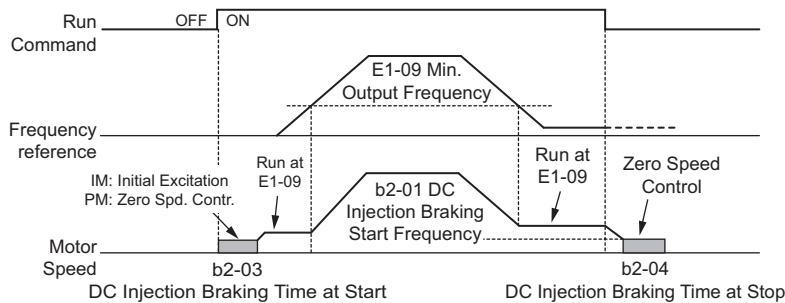 Run
Command
OFF
ON
E1-09 Min.
Output Frequency
Frequency
reference
IM: Initial Excitation
PM: Zero Spd. Contr.
Run at
E1-09
b2-01 DC
Injection Braking
Start Frequency
Run at
E1-09
Zero Speed
Control
Motor
Speed
b2-03
DC Injection Braking Time at Start
b2-04
DC Injection Braking Time at Stop